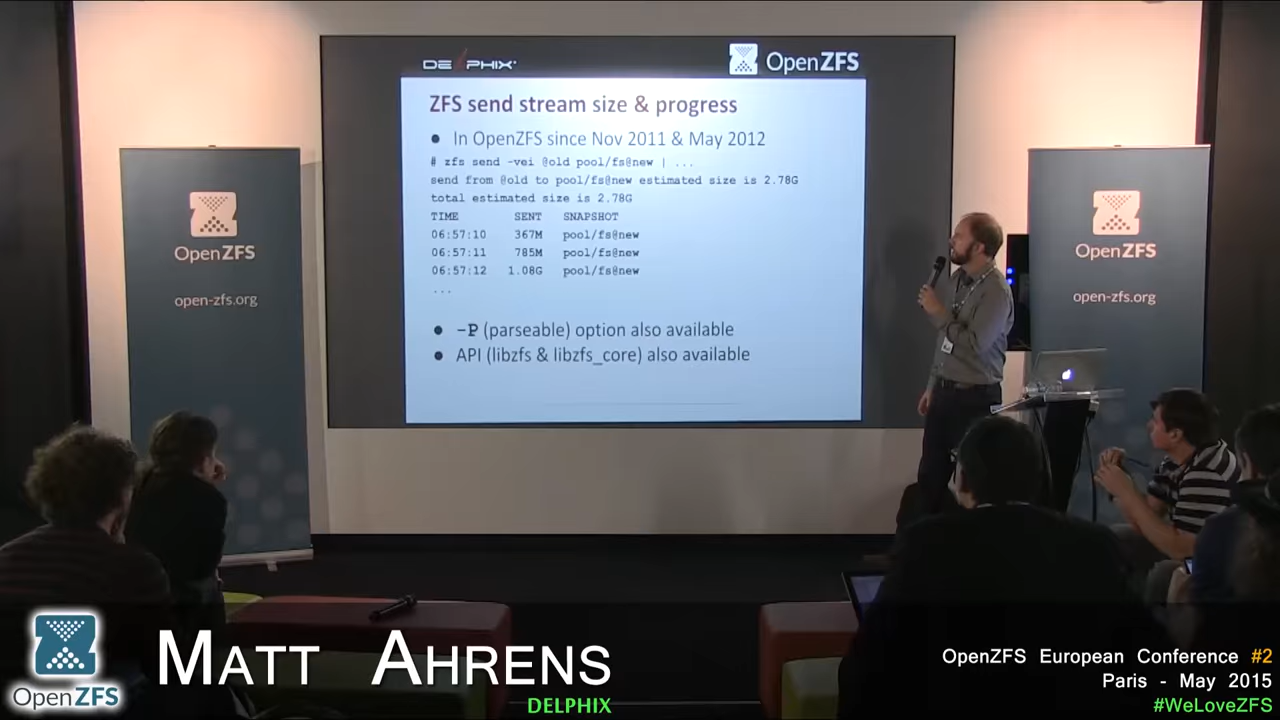 DELPHIX
OpenZFS
ZFS send stream size & progress
● In OpenZFS since Nov 2011 & May 2012
# zfs send -vei @old pool/fs@new | ...
send from @old to pool/fs@new estimated size is 2.78G
total estimated size is 2.78G
TIME SENT SNAPSHOT
06:57:10 367M pool/fs@new
06:57:11 785M pool/fs@new
06:57:12 1.08G pool/fs@new
...
● -P (parseable) option also available
● API (libzfs & libzfs_core) also available
OpenZFS
open-zfs.org
OpenZFS
open-zfs.org
OpenZFS
MATT AHRENS
DELPHIX
OpenZFS European Conference #2
Paris - May 2015
#WeLoveZFS